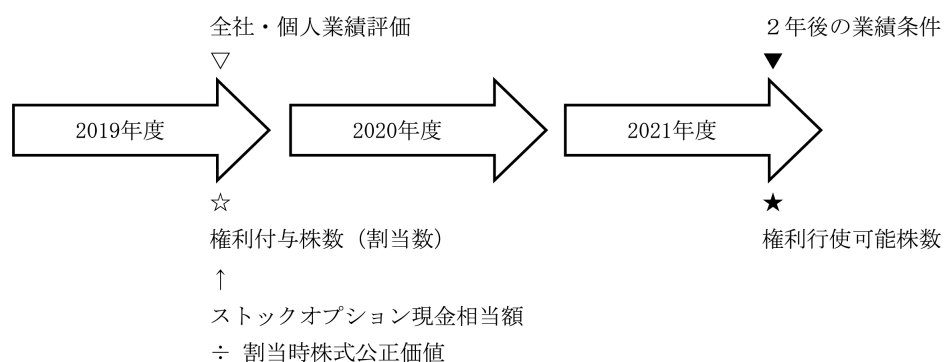 全社・個人業績評価
２年後の業績条件
▽
▼
2019年度
2020年度
2021年度
☆
★
権利付与株数（割当数）
権利行使可能株数
↑
ストックオプション現金相当額
÷ 割当時株式公正価値